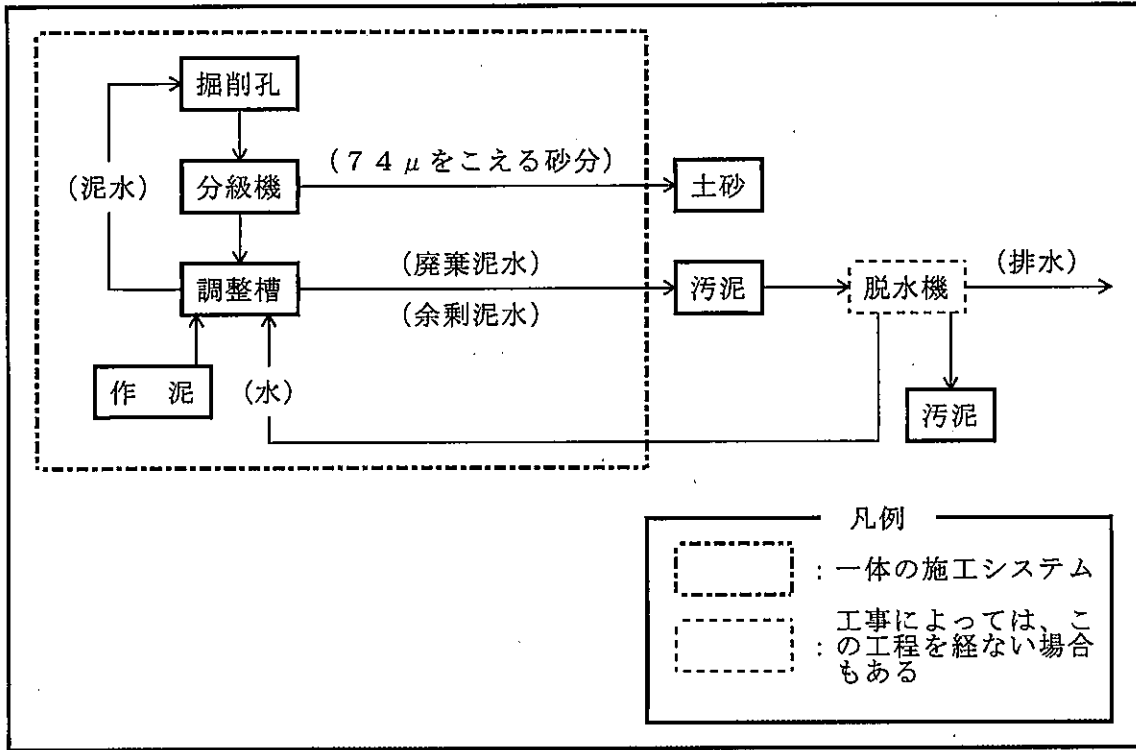 掘削孔
(74μをこえる砂分)
(泥水)
分級機
土砂
(廃棄泥水)
(排水)
調整槽
汚泥
脱水機
(余剰泥水)
作 泥
(水)
汚泥
凡例
:一体の施工システム
工事によっては、こ
:の工程を経ない場合
もある